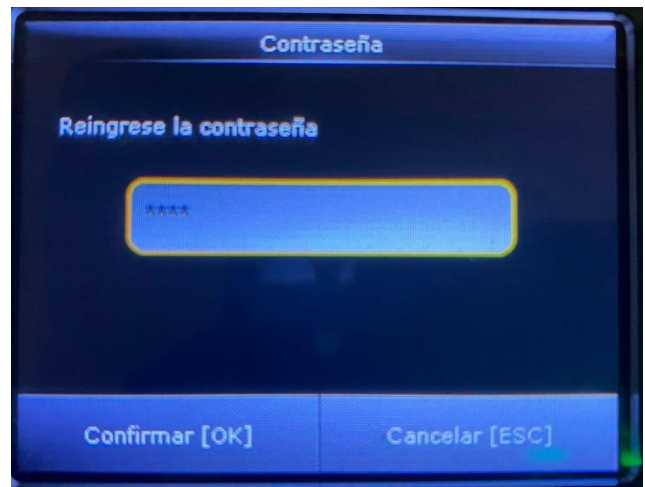 Contraseña
Reingrese la contraseña
****
Confirmar [OK]
Cancelar [ESC]